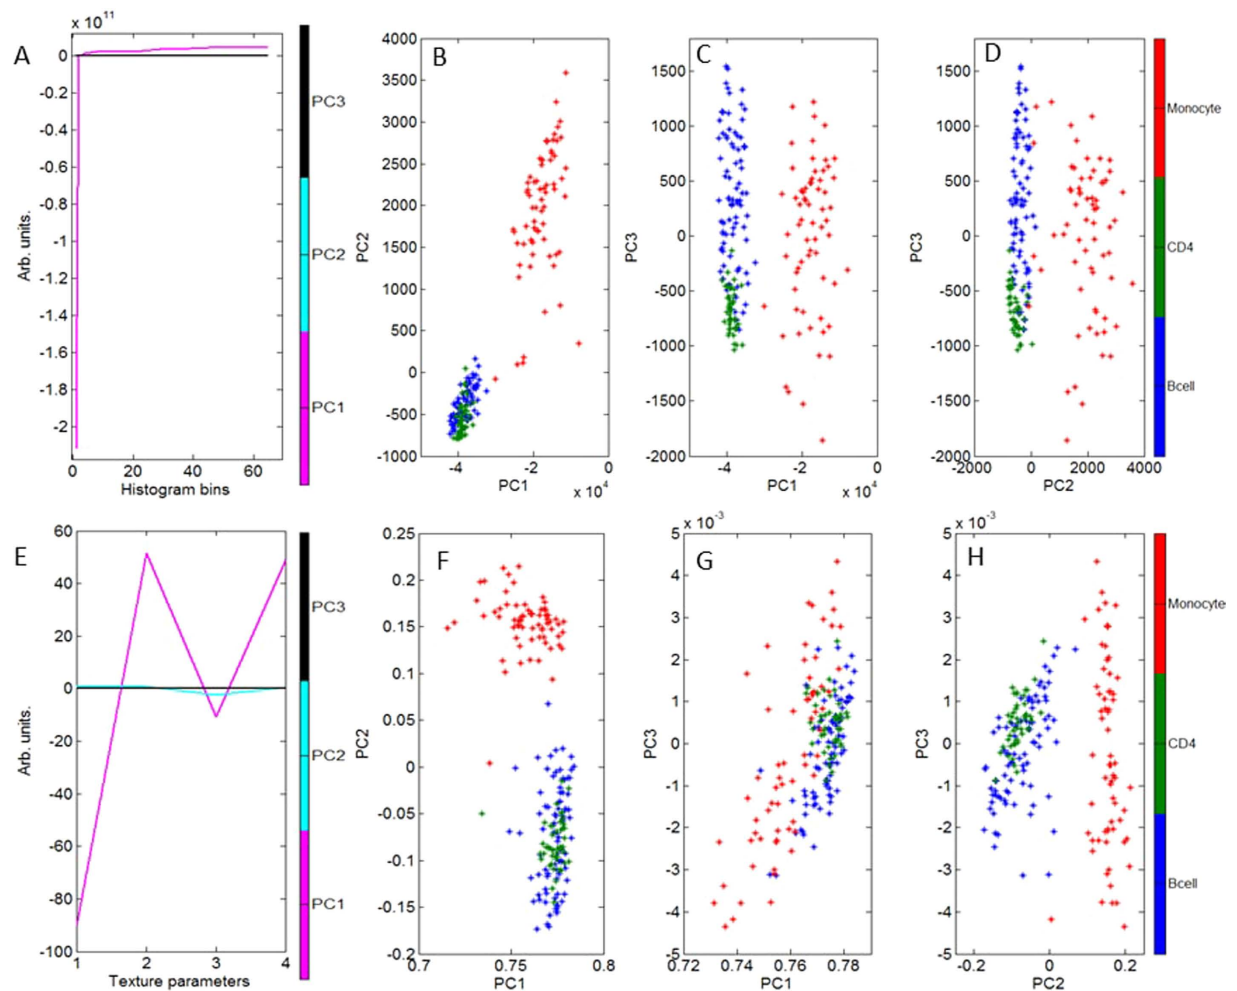 A
x 10^11
0
-0.2
-0.4
-0.6
-0.8
-1
-1.2
-1.4
-1.6
-1.8
-2
0 20 40 60
Histogram bins
Arb. units.
PC3
PC2
PC1
B
4000
3500
3000
2500
2000
1500
1000
500
0
-500
-1000
-4 -2 0
PC1
x 10^4
PC2
C
1500
1000
500
0
-500
-1000
-1500
-2000
-4 -2 0
PC1
x 10^4
PC3
D
1500
1000
500
0
-500
-1000
-1500
-2000
-2000 0 2000 4000
PC2
PC3
Monocyte
CD4
Bcell
E
60
40
20
0
-20
-40
-60
-80
-100
1 2 3 4
Texture parameters
Arb. units.
PC3
PC2
PC1
F
0.25
0.2
0.15
0.1
0.05
0
-0.05
-0.1
-0.15
-0.2
0.7 0.75 0.8
PC1
PC2
G
x 10^-3
5
4
3
2
1
0
-1
-2
-3
-4
-5
0.72 0.74 0.76 0.78
PC1
PC3
H
x 10^-3
5
4
3
2
1
0
-1
-2
-3
-4
-5
-0.2 0 0.2
PC2
PC3
Monocyte
CD4
Bcell